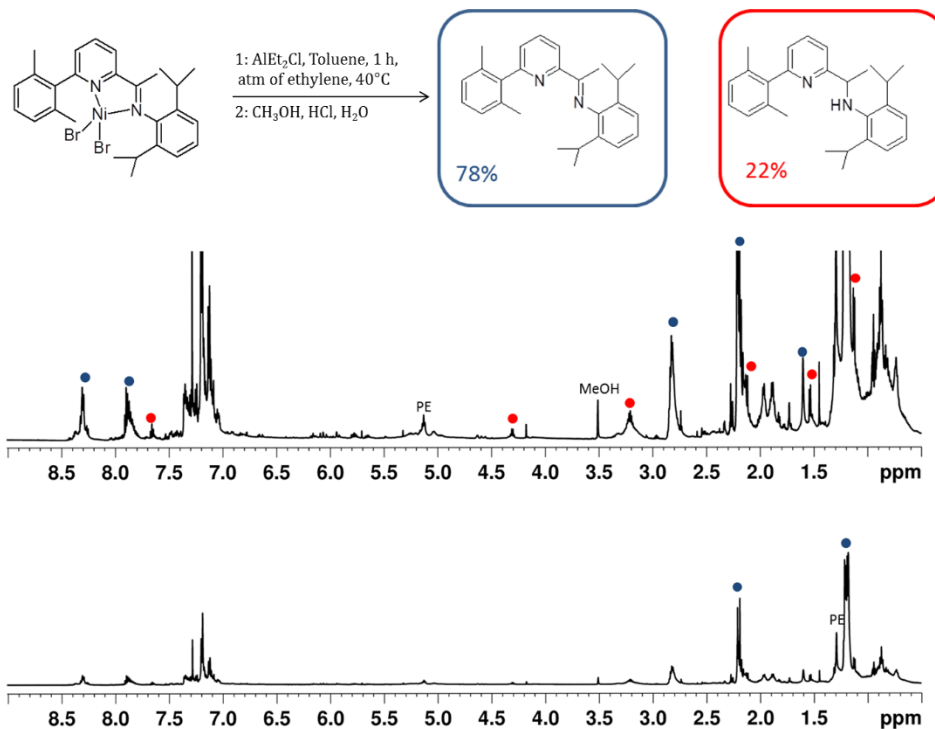 1: AlEt₂Cl, Toluene, 1 h,
atm of ethylene, 40°C
2: CH₃OH, HCl, H₂O
N
N
Ni
Br
Br
N
N
78%
N
HN
22%
PE
MeOH
8.5 8.0 7.5 7.0 6.5 6.0 5.5 5.0 4.5 4.0 3.5 3.0 2.5 2.0 1.5 ppm
PE
8.5 8.0 7.5 7.0 6.5 6.0 5.5 5.0 4.5 4.0 3.5 3.0 2.5 2.0 1.5 ppm